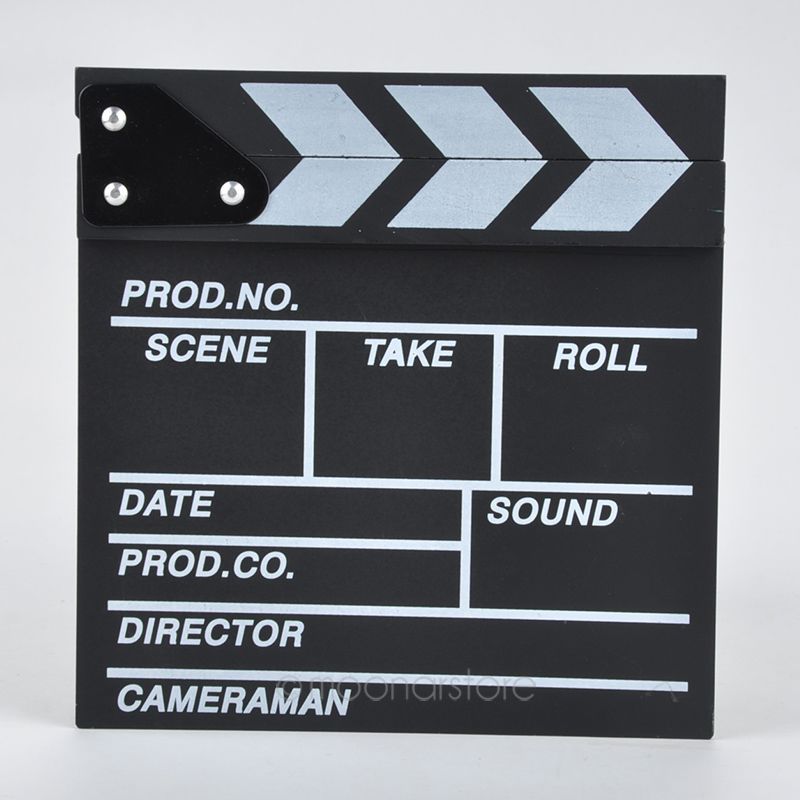 PROD.NO.
SCENE TAKE ROLL
DATE SOUND
PROD.CO.
DIRECTOR
©moonarstore
CAMERAMAN